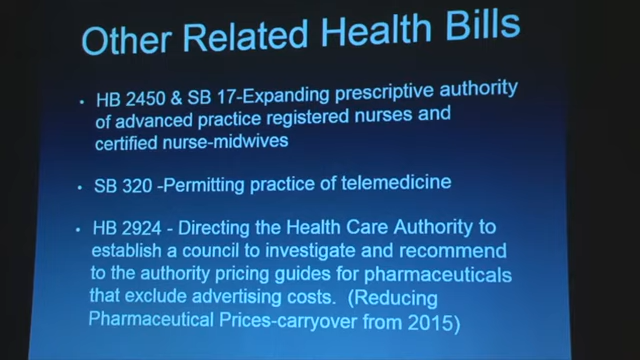 Other Related Health Bills
• HB 2450 & SB 17-Expanding prescriptive authority
of advanced practice registered nurses and
certified nurse-midwives
• SB 320 -Permitting practice of telemedicine
• HB 2924 - Directing the Health Care Authority to
establish a council to investigate and recommend
to the authority pricing guides for pharmaceuticals
that exclude advertising costs. (Reducing
Pharmaceutical Prices-carryover from 2015)